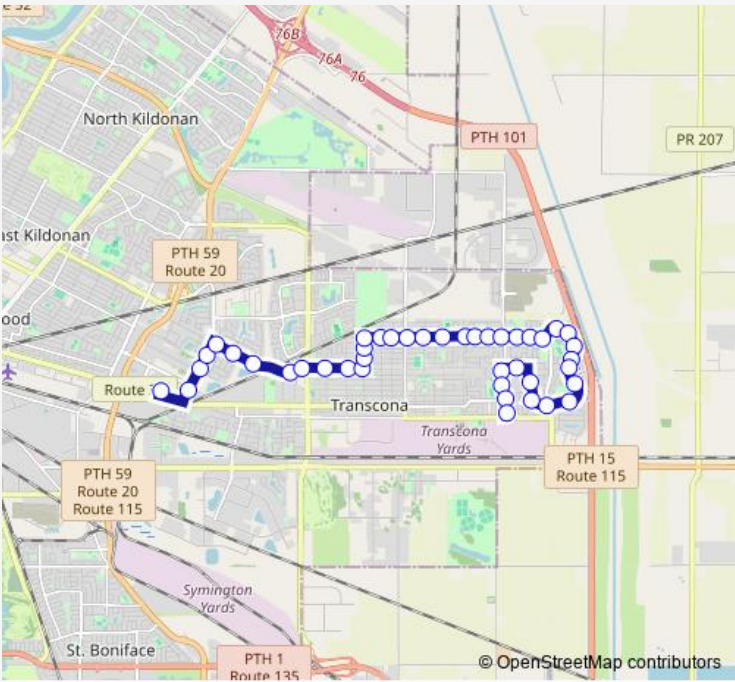 76B
76A
76
North Kildonan
PTH 101
PR 207
ast Kildonan
PTH 59
Route 20
ood
Route
Transcona
Transcona
Yards
PTH 59
Route 20
Route 115
PTH 15
Route 115
Symington
Yards
St. Boniface
PTH 1
Route 135
© OpenStreetMap contributors